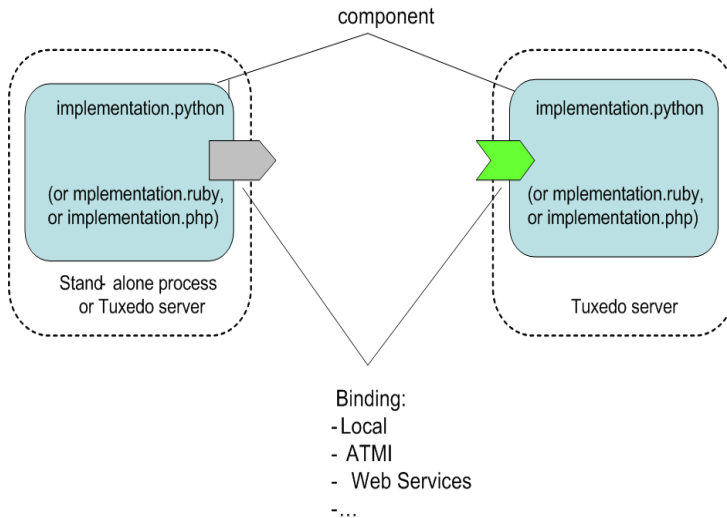 component
implementation.python
(or mplementation.ruby,
or implementation.php)
Stand- alone process
or Tuxedo server
implementation.python
(or mplementation.ruby,
or implementation.php)
Tuxedo server
Binding:
-Local
- ATMI
- Web Services
-...